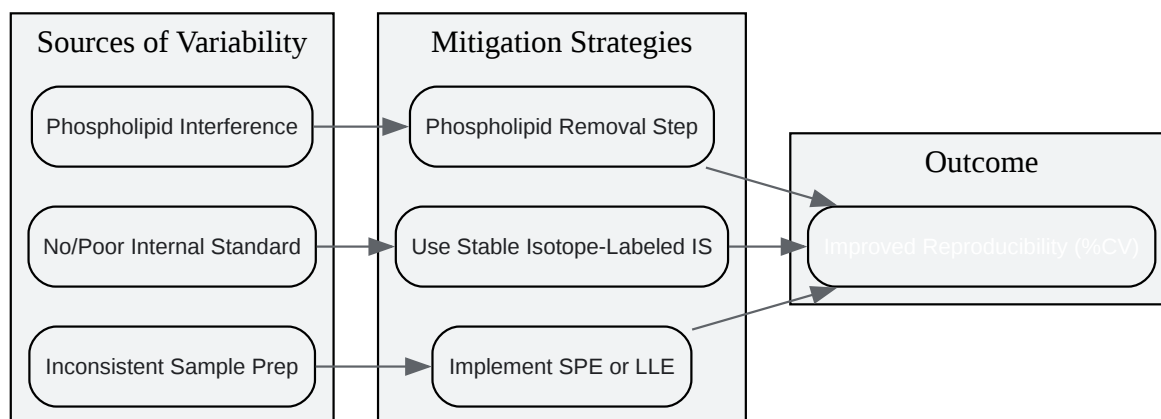 Sources of Variability
Phospholipid Interference
No/Poor Internal Standard
Inconsistent Sample Prep
Mitigation Strategies
Phospholipid Removal Step
Use Stable Isotope-Labeled IS
Implement SPE or LLE
Outcome
Improved Reproducibility (%CV)